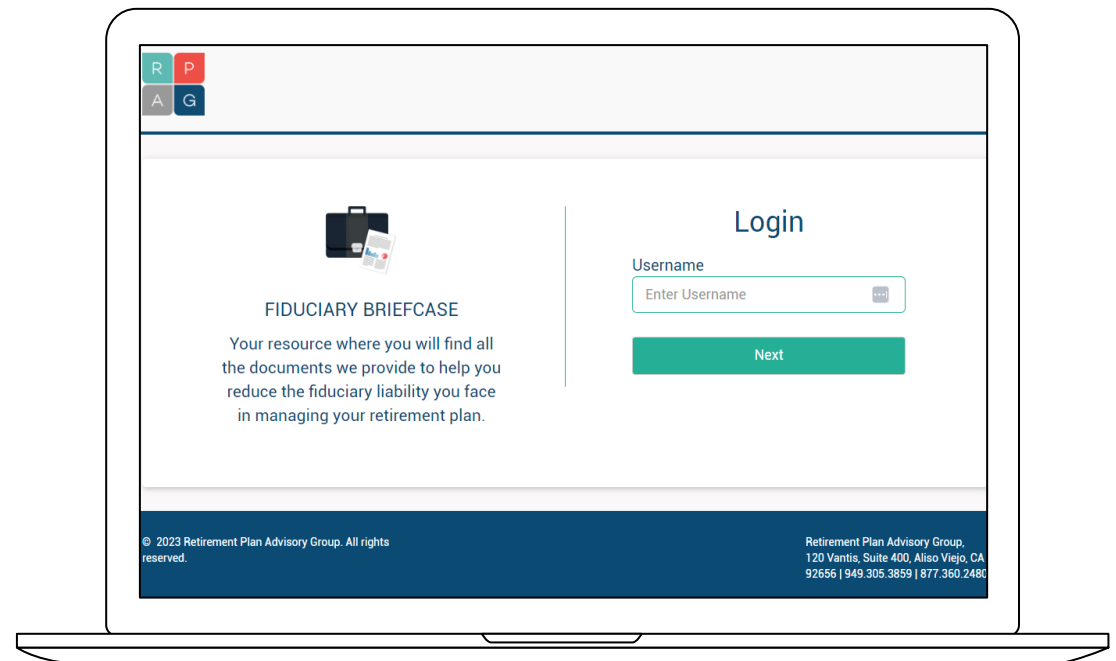 R P
A G
FIDUCIARY BRIEFCASE
Your resource where you will find all
the documents we provide to help you
reduce the fiduciary liability you face
in managing your retirement plan.
Login
Username
Enter Username
Next
© 2023 Retirement Plan Advisory Group. All rights
reserved.
Retirement Plan Advisory Group,
120 Vantis, Suite 400, Aliso Viejo, CA
92656 | 949.305.3859 | 877.360.2480